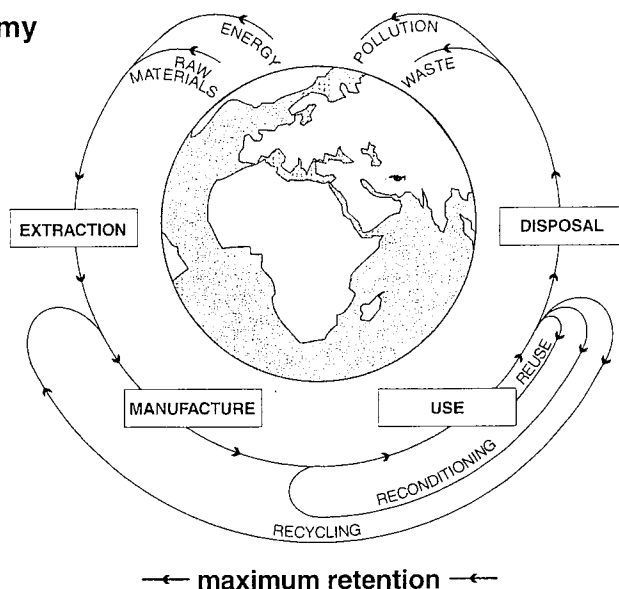 my
ENERGY
RAW
MATERIALS
POLLUTION
WASTE
EXTRACTION
DISPOSAL
MANUFACTURE
USE
REUSE
RECONDITIONING
RECYCLING
maximum retention